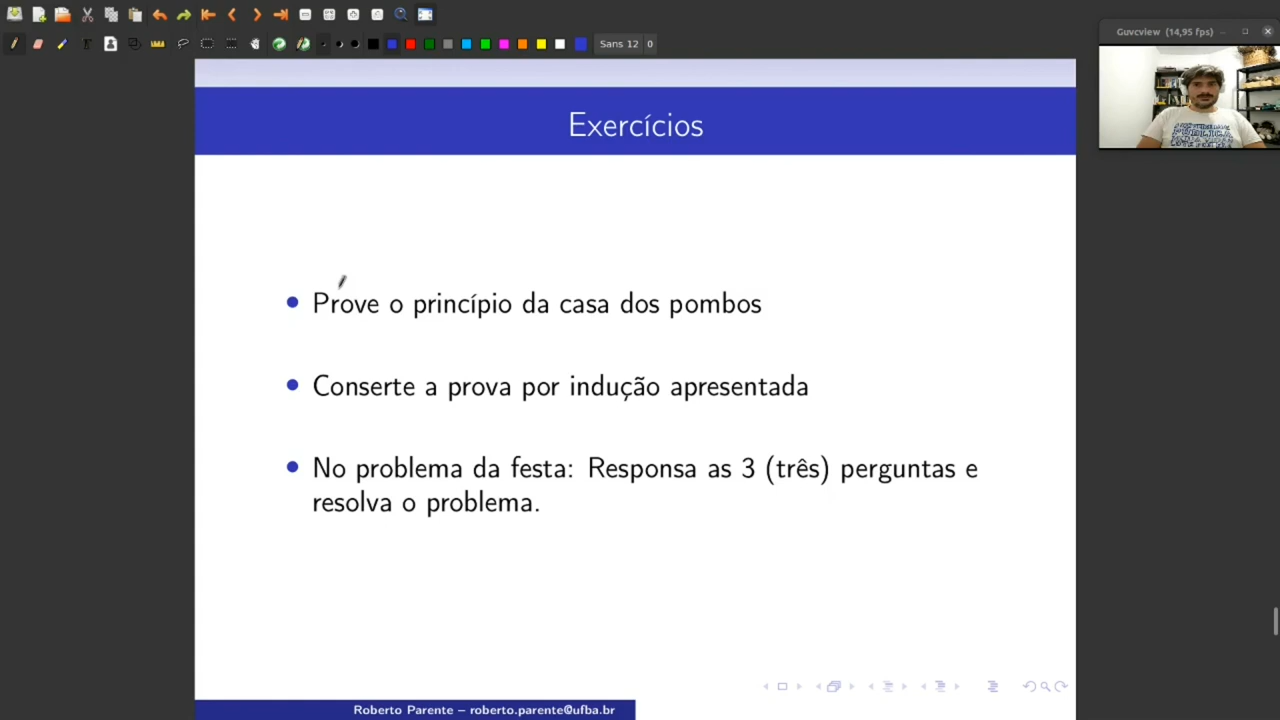 Sans 12 0
Guvcview (14,95 fps)
Exercícios
Prove o princípio da casa dos pombos
Conserte a prova por indução apresentada
No problema da festa: Responsa as 3 (três) perguntas e
resolva o problema.
Roberto Parente – roberto.parente@ufba.br